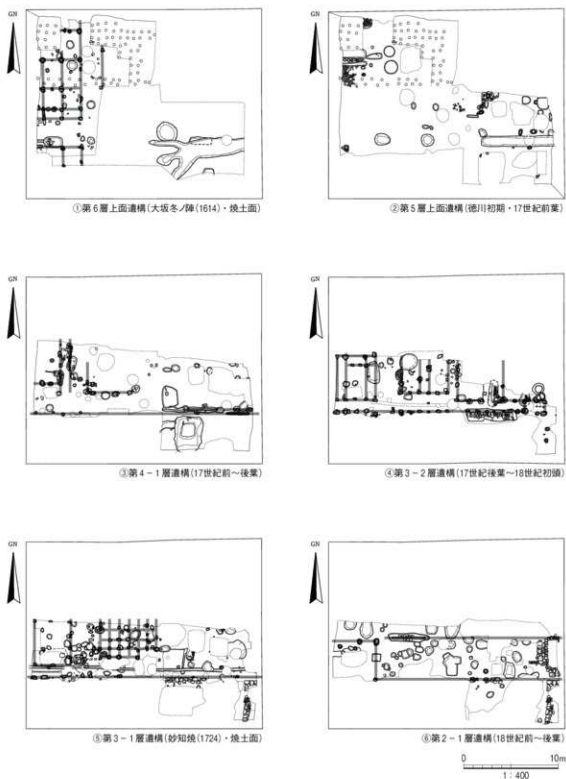 GN
GN
①第6層上面遺構(大坂冬ノ陣(1614)・焼土面)
②第5層上面遺構(徳川初期・17世紀前葉)
GN
GN
③第4-1層遺構(17世紀前~後葉)
④第3-2層遺構(17世紀後葉~18世紀初頭)
GN
GN
⑤第3-1層遺構(妙知焼(1724)・焼土面)
⑥第2-1層遺構(18世紀前~後葉)
0 10m
1:400